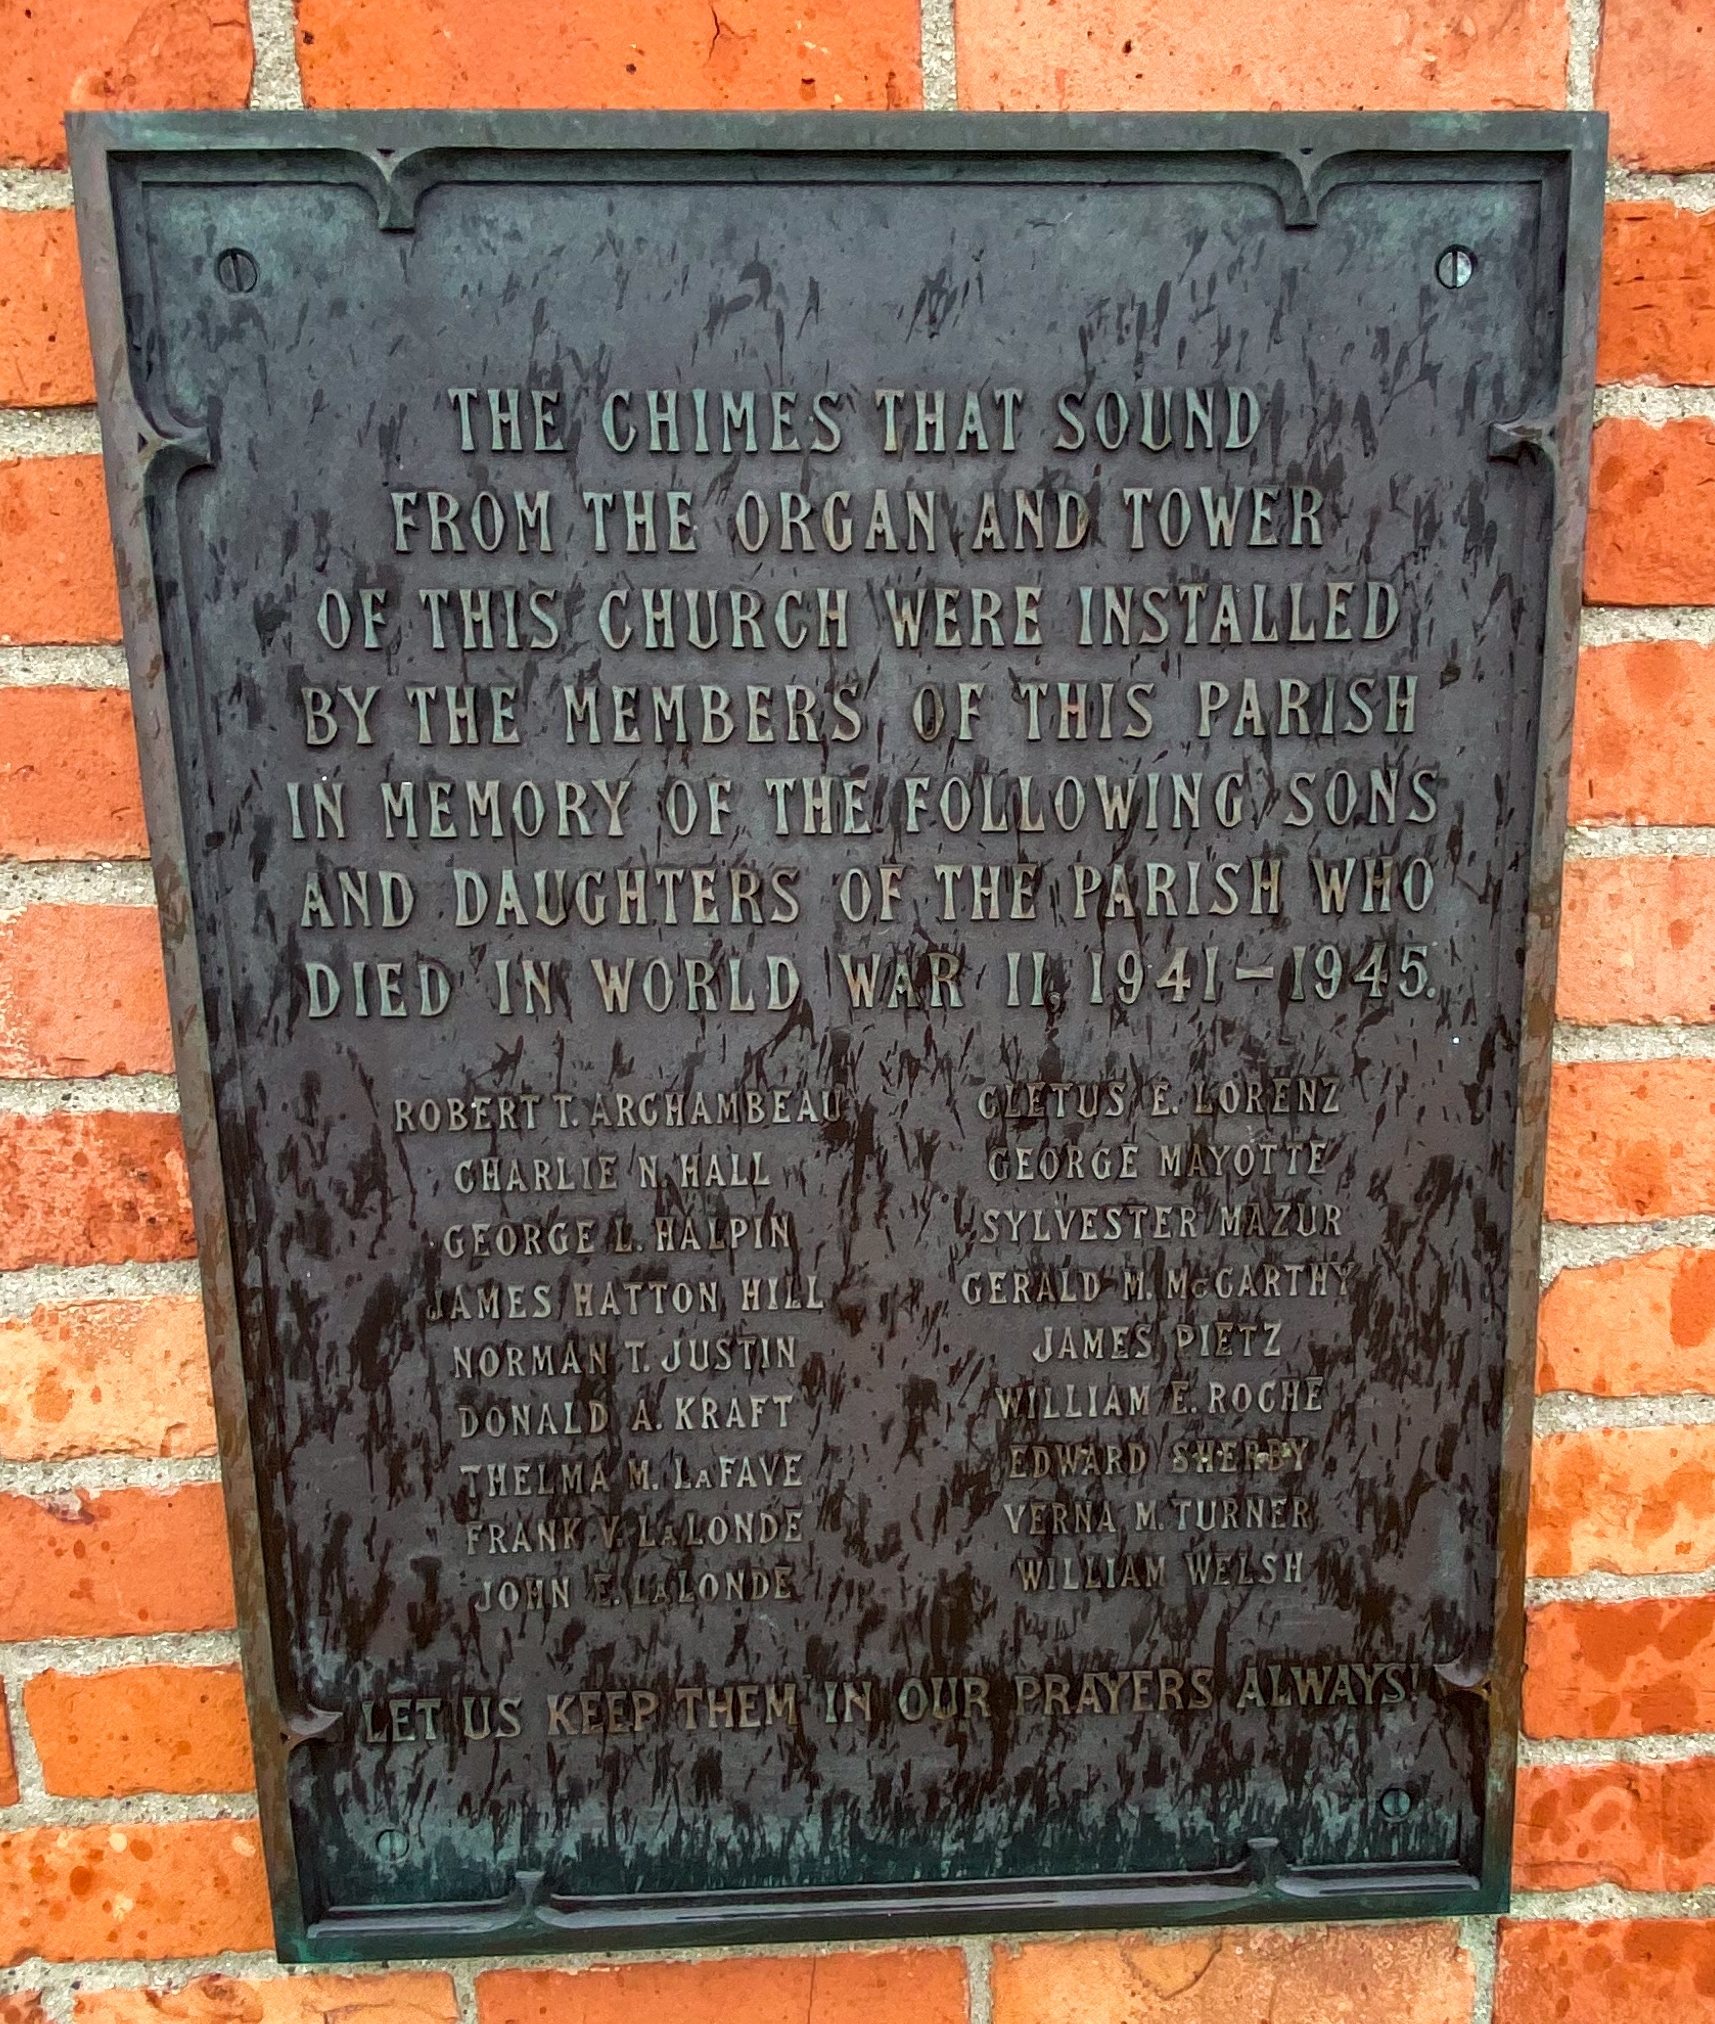 THE CHIMES THAT SOUND
FROM THE ORGAN AND TOWER
OF THIS CHURCH WERE INSTALLED
BY THE MEMBERS OF THIS PARISH
IN MEMORY OF THE FOLLOWING SONS
AND DAUGHTERS OF THE PARISH WHO
DIED IN WORLD WAR II, 1941-1945.
ROBERT T. ARCHAMBEAU
CHARLIE N. HALL
GEORGE L. HALPIN
JAMES HATTON HILL
NORMAN T. JUSTIN
DONALD A. KRAFT
THELMA M. LAFAVE
FRANK V. LALONDE
JOHN E. LALONDE
CLETUS E. LORENZ
GEORGE MAYOTTE
SYLVESTER MAZUR
GERALD M. McCARTHY
JAMES PIETZ
WILLIAM E. ROCHE
EDWARD SHERBY
VERNA M. TURNER
WILLIAM WELSH
LET US KEEP THEM IN OUR PRAYERS ALWAYS!